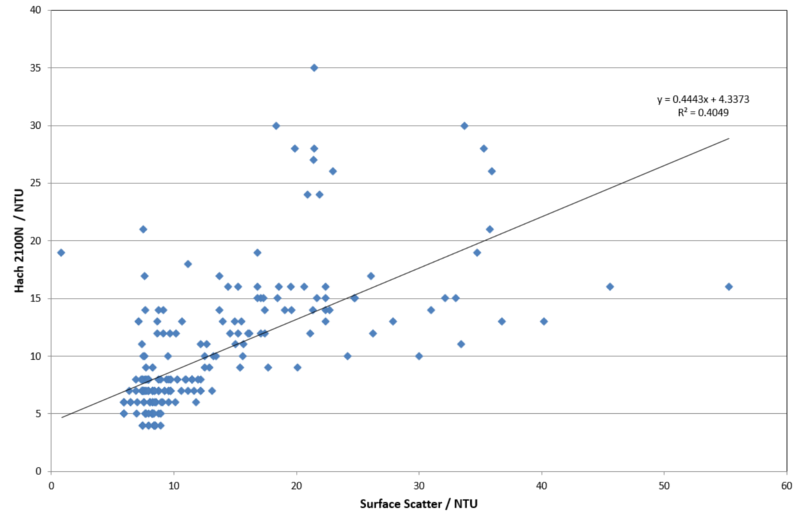 40
35
30
25
20
15
10
5
0
Hach 2100N / NTU
y = 0.4443x + 4.3373
R² = 0.4049
0 10 20 30 40 50 60
Surface Scatter / NTU